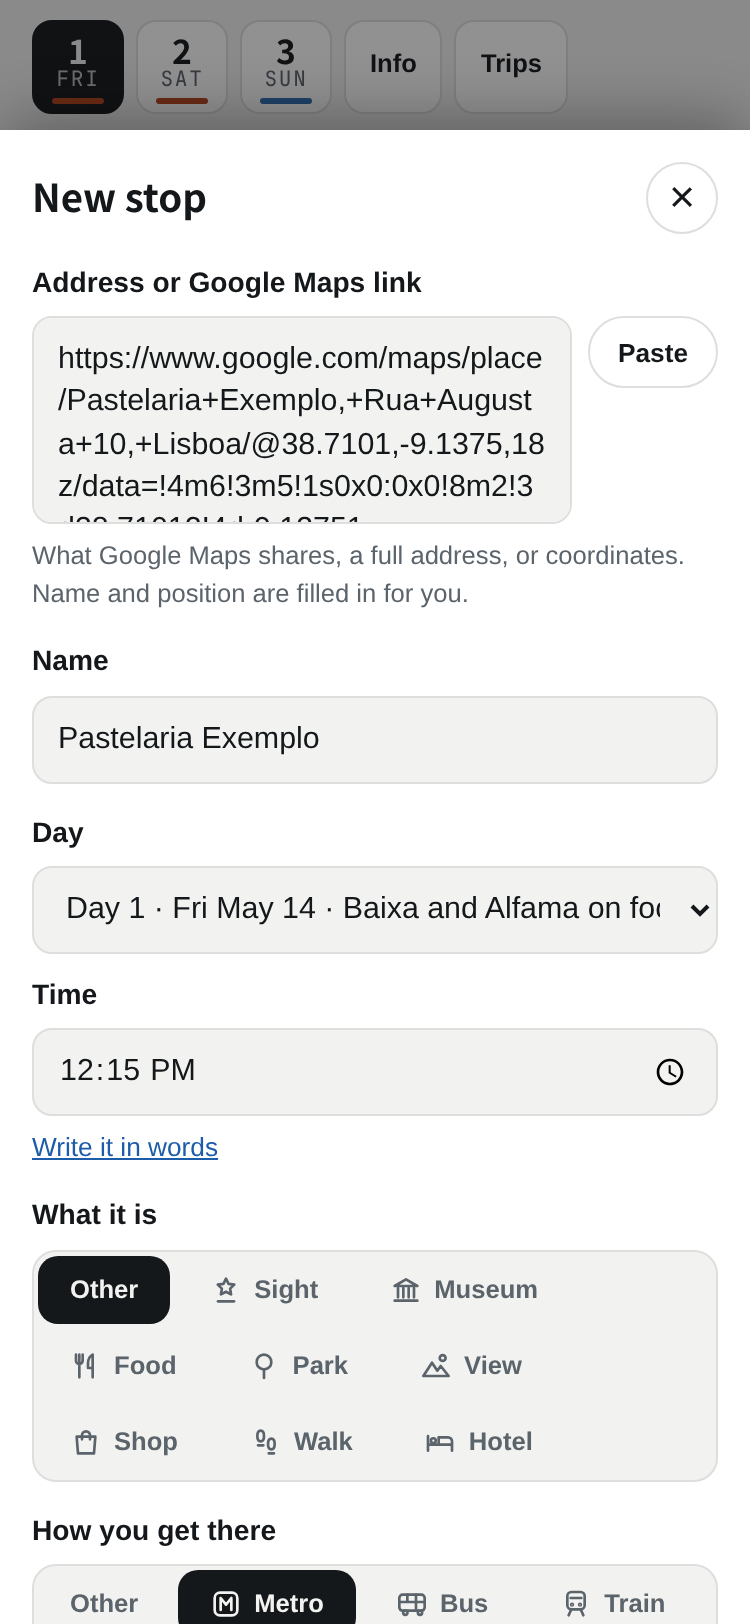 1
FRI
2
SAT
3
SUN
Info
Trips
New stop
Address or Google Maps link
https://www.google.com/maps/place
/Pastelaria+Exemplo,+Rua+August
a+10,+Lisboa/@38.7101,-9.1375,18
z/data=!4m6!3m5!1s0x0:0x0!8m2!3
Paste
What Google Maps shares, a full address, or coordinates.
Name and position are filled in for you.
Name
Pastelaria Exemplo
Day
Day 1 · Fri May 14 · Baixa and Alfama on
Time
12:15 PM
Write it in words
What it is
Other
Sight
Museum
Food
Park
View
Shop
Walk
Hotel
How you get there
Other
Metro
Bus
Train